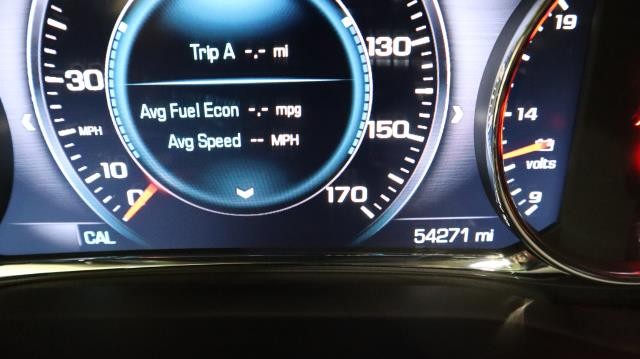 Trip A -.- mi
130
19
30
Avg Fuel Econ -.- mpg
14
MPH
150
Avg Speed -- MPH
volts
10
0
170
9
CAL
54271 mi